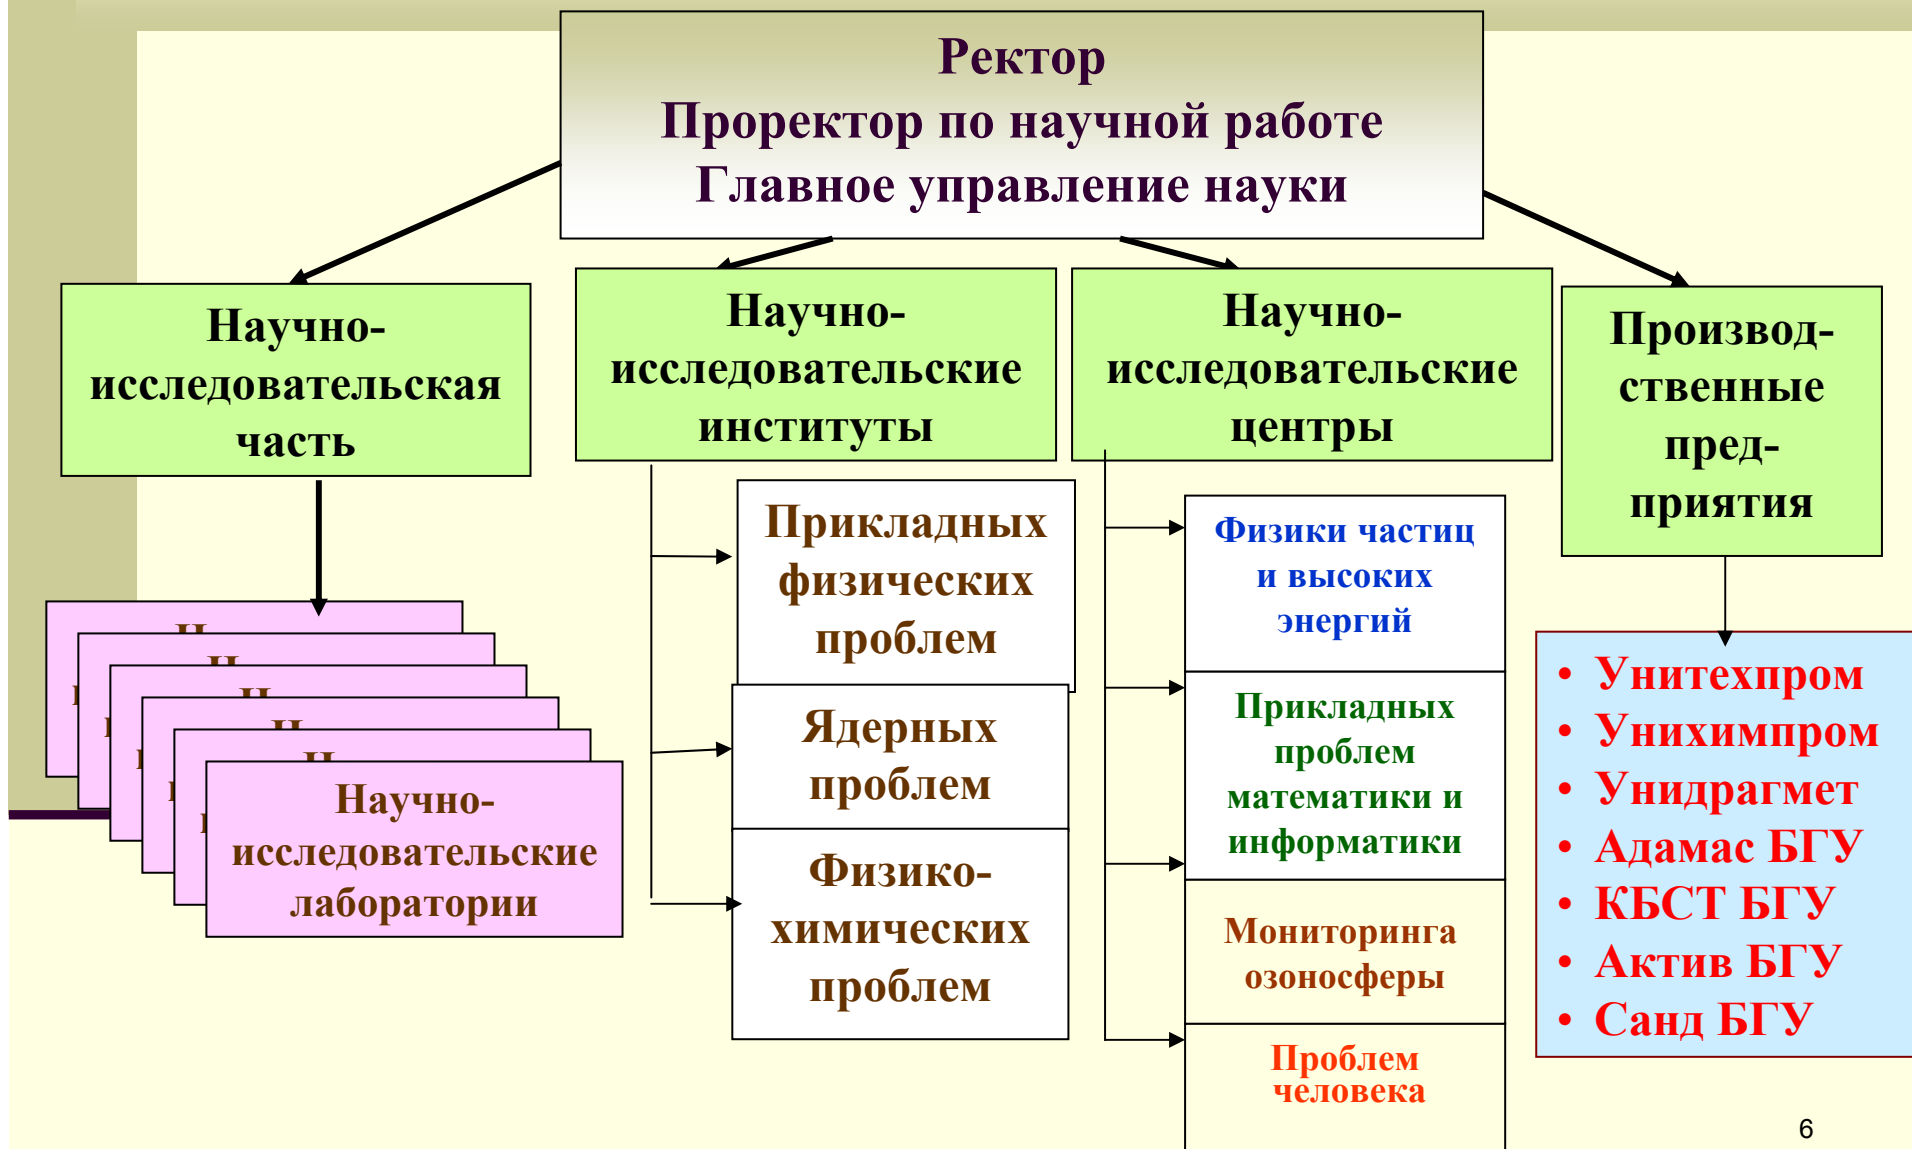 Ректор
Проректор по научной работе
Главное управление науки
Научно-
исследовательская
часть
Научно-
исследовательские
институты
Научно-
исследовательские
центры
Производ-
ственные
пред-
приятия
Научно-
исследовательские
лаборатории
Прикладных
физических
проблем
Ядерных
проблем
Физико-
химических
проблем
Физики частиц
и высоких
энергий
Прикладных
проблем
математики и
информатики
Мониторинга
озоносферы
Проблем
человека
• Унитехпром
• Унихимпром
• Унидрагмет
• Адамас БГУ
• КБСТ БГУ
• Актив БГУ
• Санд БГУ
6